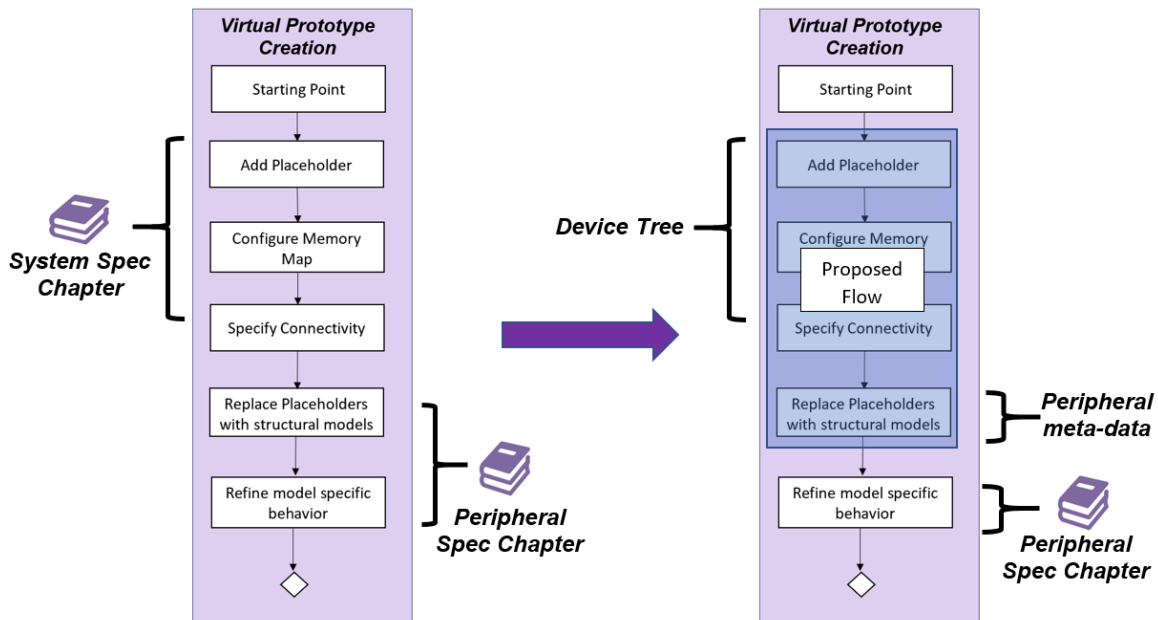 Virtual Prototype
Creation
Starting Point
Add Placeholder
Configure Memory
Map
Specify Connectivity
Replace Placeholders
with structural models
Refine model specific
behavior
System Spec
Chapter
Peripheral
Spec Chapter
Virtual Prototype
Creation
Starting Point
Add Placeholder
Configure Memory
Proposed
Flow
Specify Connectivity
Replace Placeholders
with structural models
Refine model specific
behavior
Device Tree
Peripheral
meta-data
Peripheral
Spec Chapter